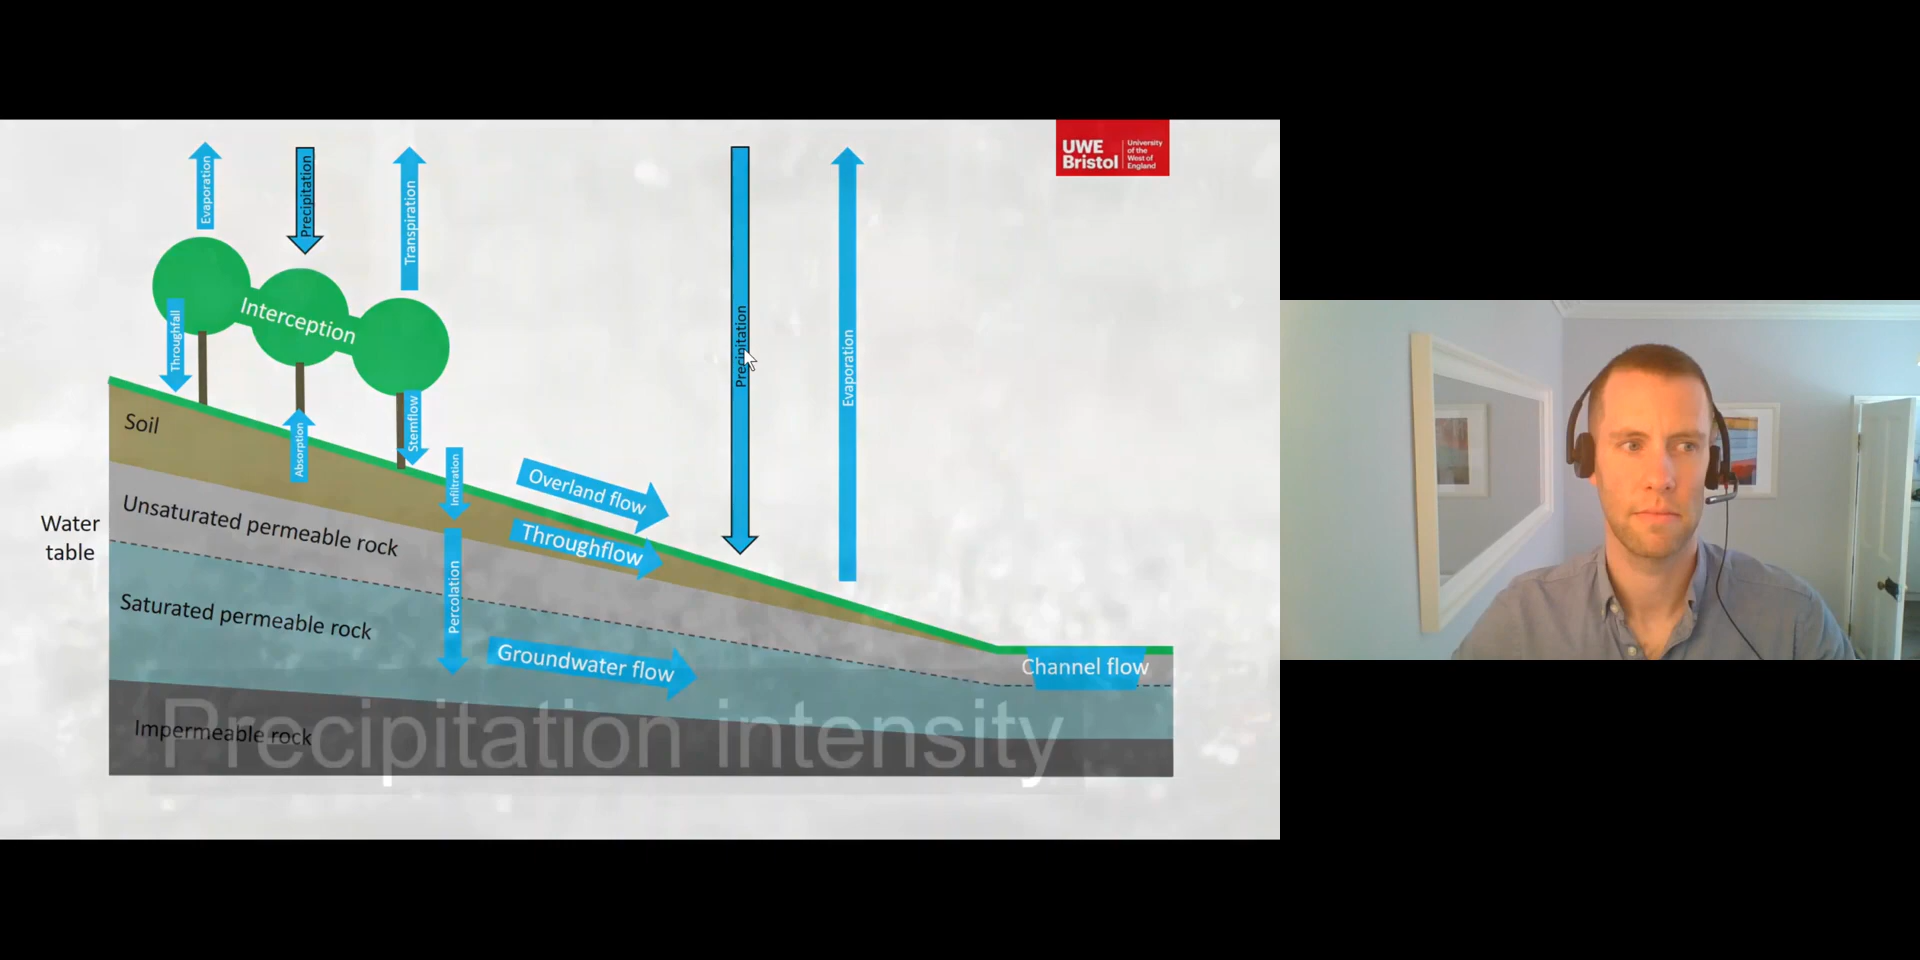 UWE
Bristol
University
of the
West of
England
Evaporation
Precipitation
Transpiration
Precipitation
Evaporation
Interception
Throughfall
Stemflow
Absorption
Soil
Infiltration
Overland flow
Throughflow
Unsaturated permeable rock
Water
table
Percolation
Saturated permeable rock
Groundwater flow
Channel flow
Impermeable rock
Precipitation intensity